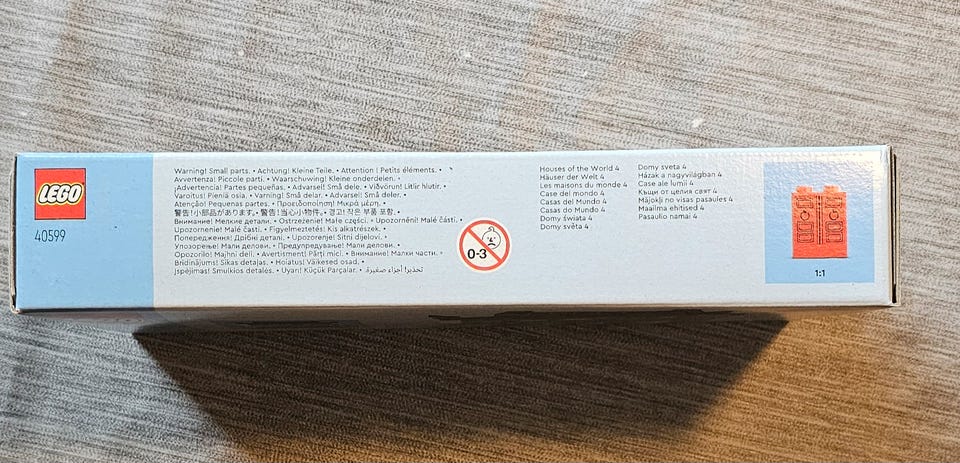 LEGO
40599
Warning! Small parts. • Achtung! Kleine Teile. • Attention ! Petits éléments. •
Avvertenza! Piccole parti. • Waarschuwing! Kleine onderdelen. •
¡Advertencia! Partes pequeñas. • Advarsel! Små dele. • Viðvörun! Litlir hlutir. •
Varoitus! Pieniä osia. • Varning! Små delar. • Advarsel! Små deler. •
Atenção! Pequenas partes. • Προειδοποίηση! Μικρά μέρη. •
警告!小部品があります。• 警告!当心小物件。• 경고! 작은 부품 포함. •
Внимание! Мелкие детали. • Ostrzeżenie! Małe części. • Upozornění! Malé části. •
Upozornenie! Malé časti. • Figyelmeztetés! Kis alkatrészek. •
Попередження! Дрібні деталі. • Upozorenje! Sitni dijelovi. •
Упозорење! Мали делови. • Предупредување! Мали делови. •
Opozorilo! Majhni deli. • Avertisment! Părți mici. • Внимание! Малки части. •
Brīdinājums! Sīkas detaļas. • Hoiatus! Väikesed osad. •
Įspėjimas! Smulkios detalės. • Uyarı! Küçük Parçalar. • تحذير! أجزاء صغيرة.
0-3
Houses of the World 4
Häuser der Welt 4
Les maisons du monde 4
Case del mondo 4
Casas del Mundo 4
Casas do Mundo 4
Domy świata 4
Domy světa 4
Domy sveta 4
Házak a nagyvilágban 4
Case ale lumii 4
Къщи от целия свят 4
Mājokļi no visas pasaules 4
Maailma ehitised 4
Pasaulio namai 4
1:1